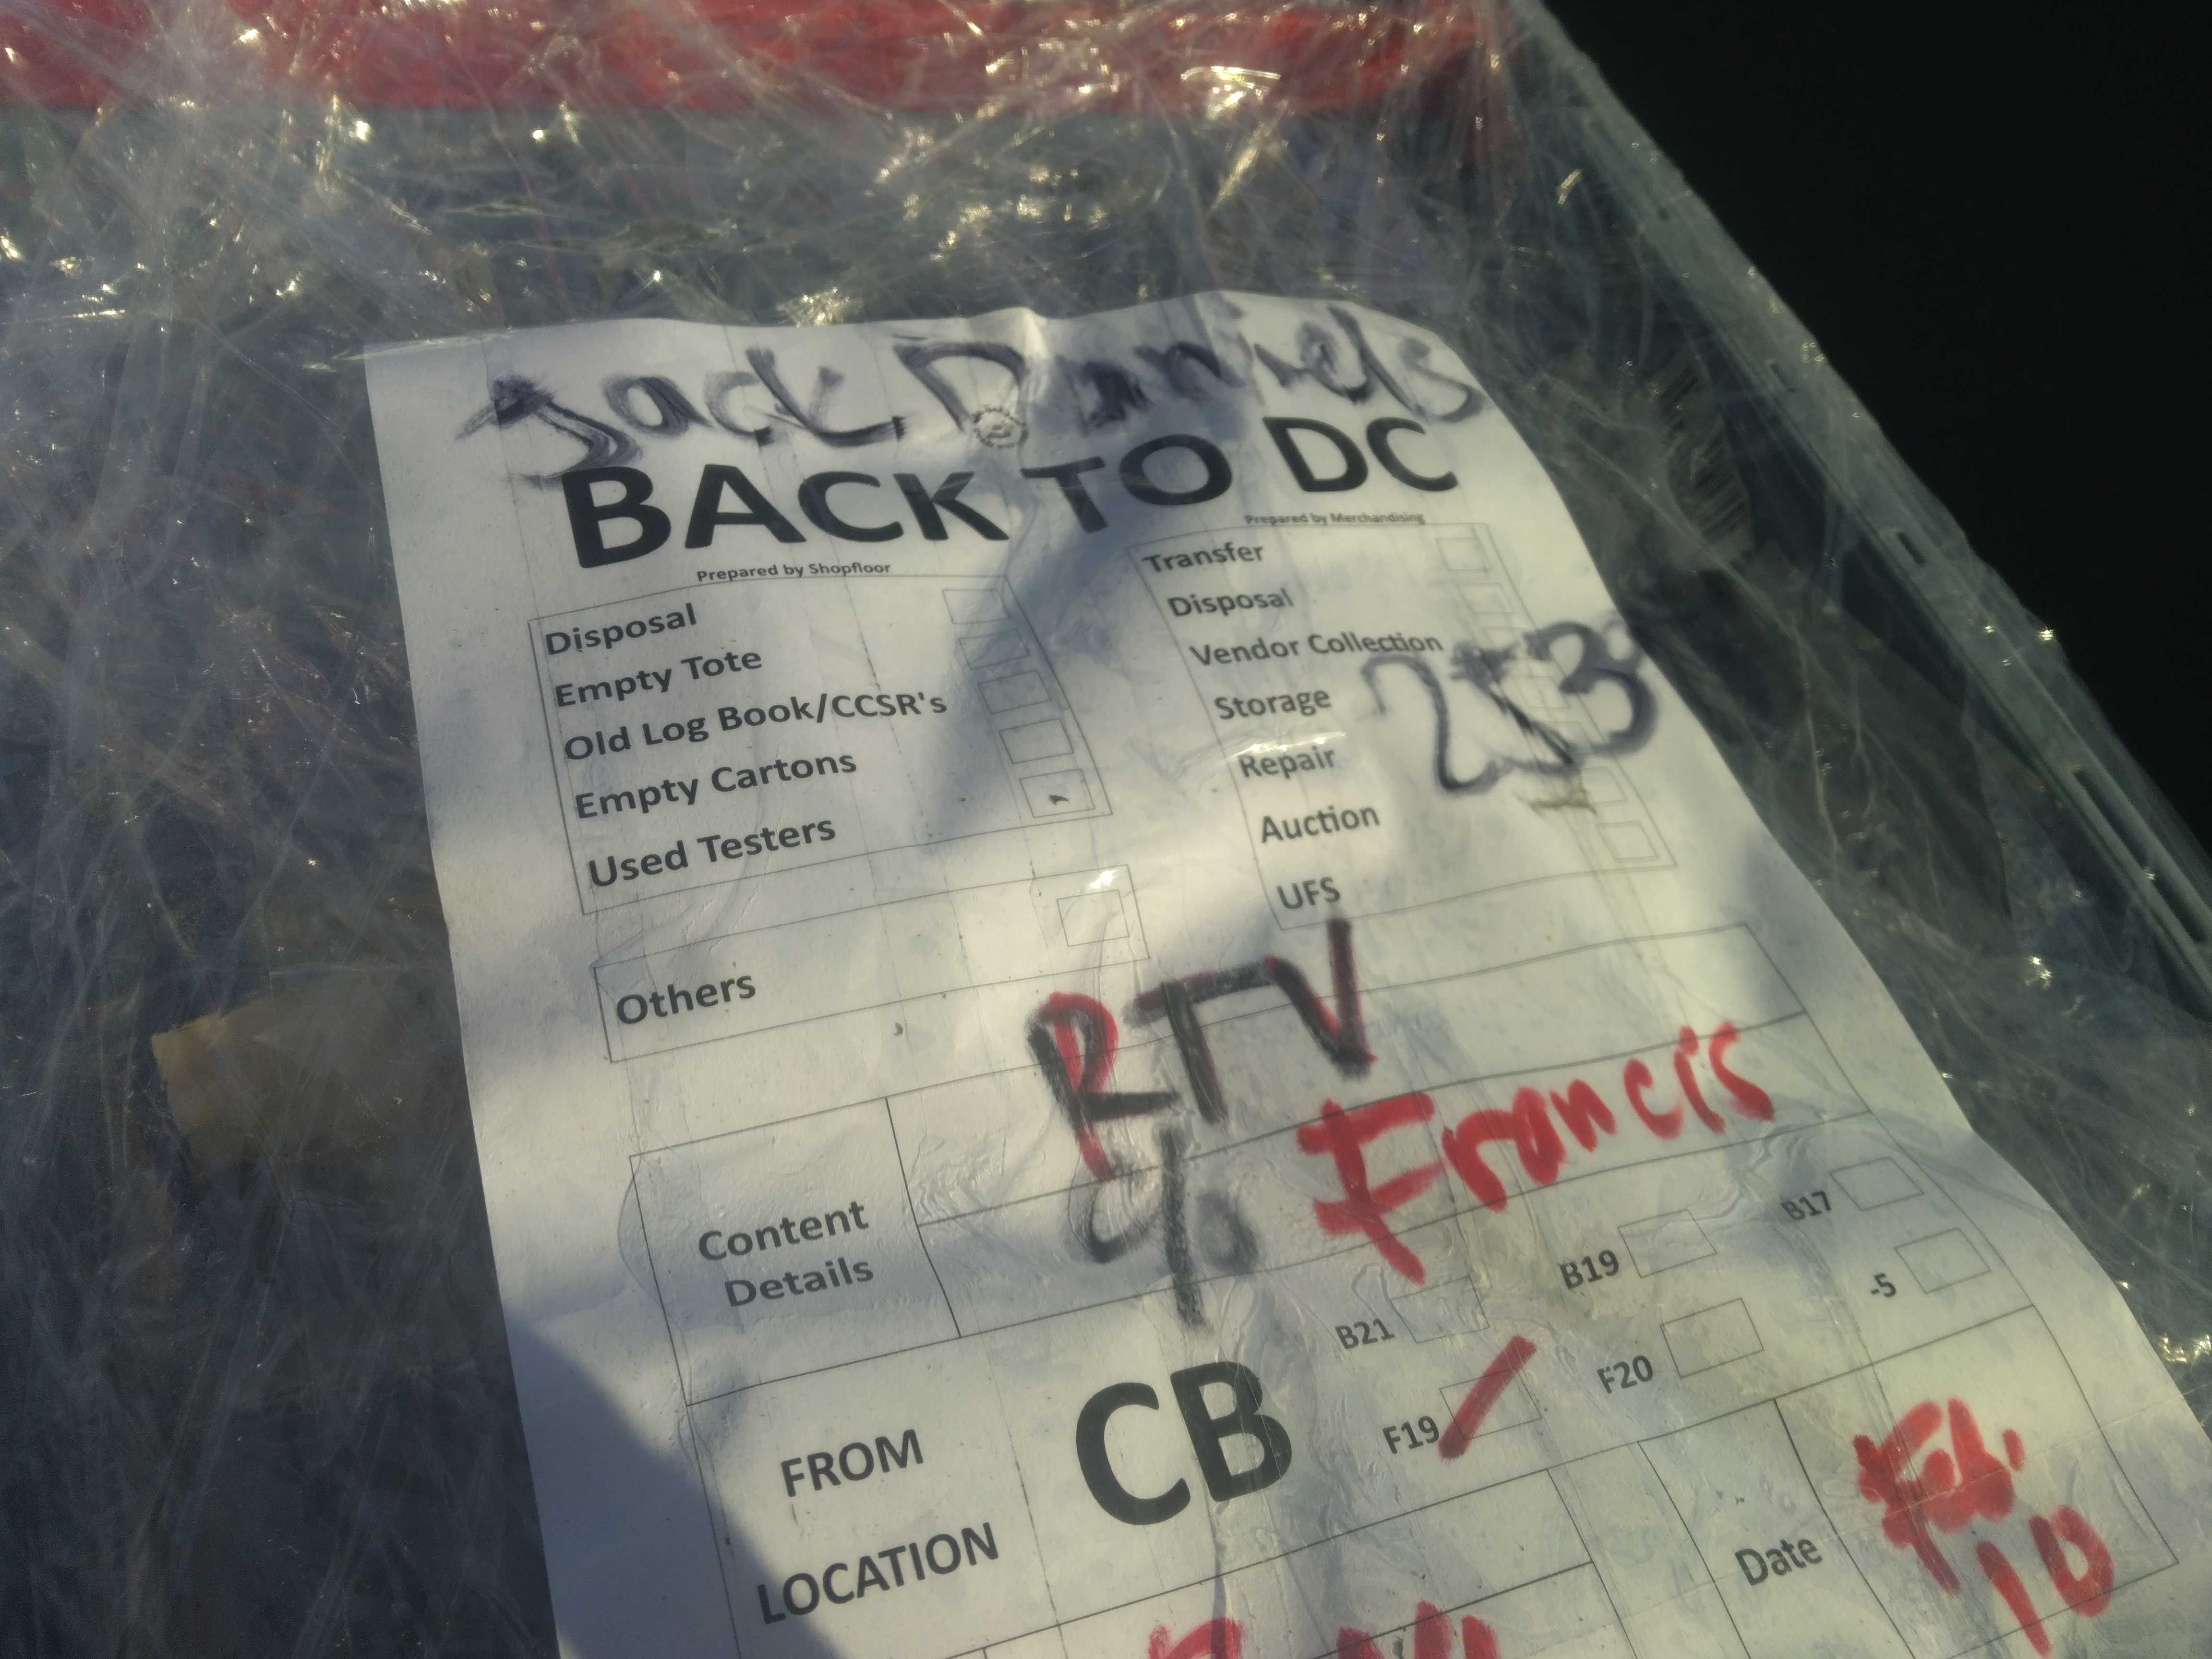 Jack Daniels
BACK TO DC
Prepared by Shopfloor
Disposal
Empty Tote
Old Log Book/CCSR's
Empty Cartons
Used Testers
Others
Prepared by Merchandising
Transfer
Disposal
Vendor Collection
Storage
Repair
Auction
UFS
RTV
c/o Francis
Content
Details
FROM
LOCATION
CB
B21
B19
B17
F19
F20
-5
Date
Feb.
10